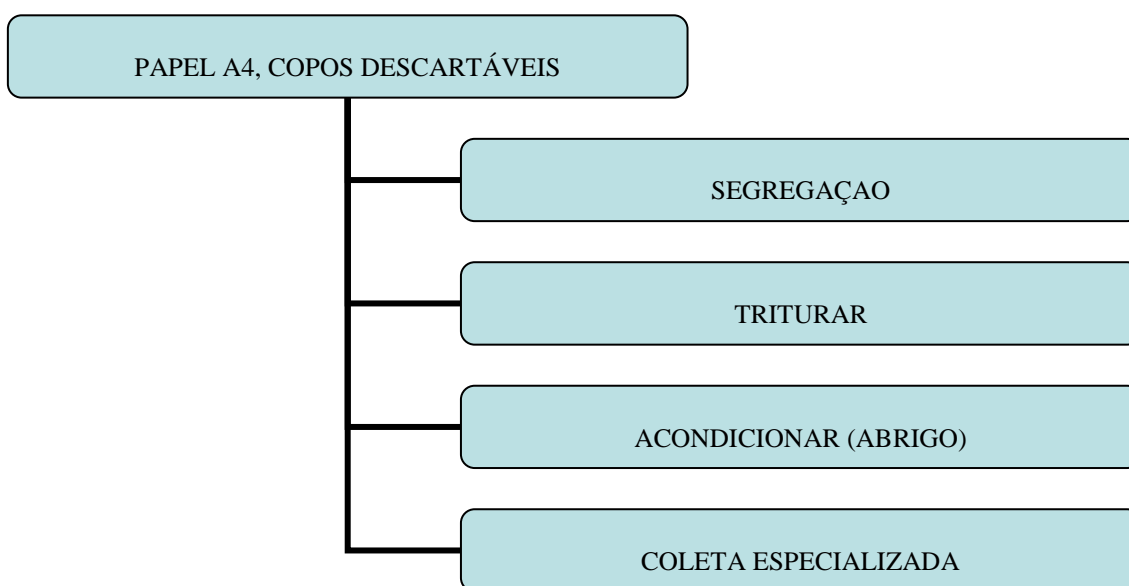 PAPEL A4, COPOS DESCARTÁVEIS
SEGREGAÇAO
TRITURAR
ACONDICIONAR (ABRIGO)
COLETA ESPECIALIZADA